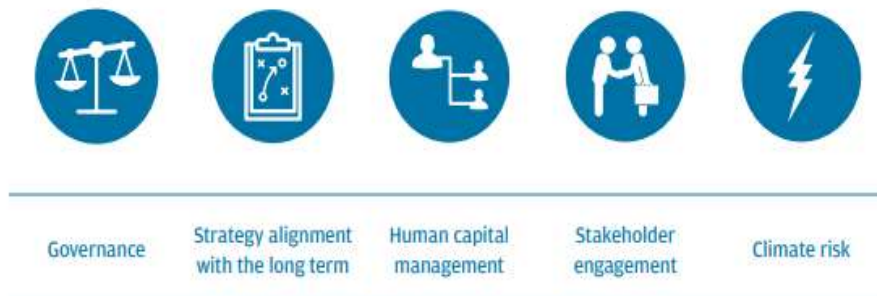 Governance
Strategy alignment
with the long term
Human capital
management
Stakeholder
engagement
Climate risk